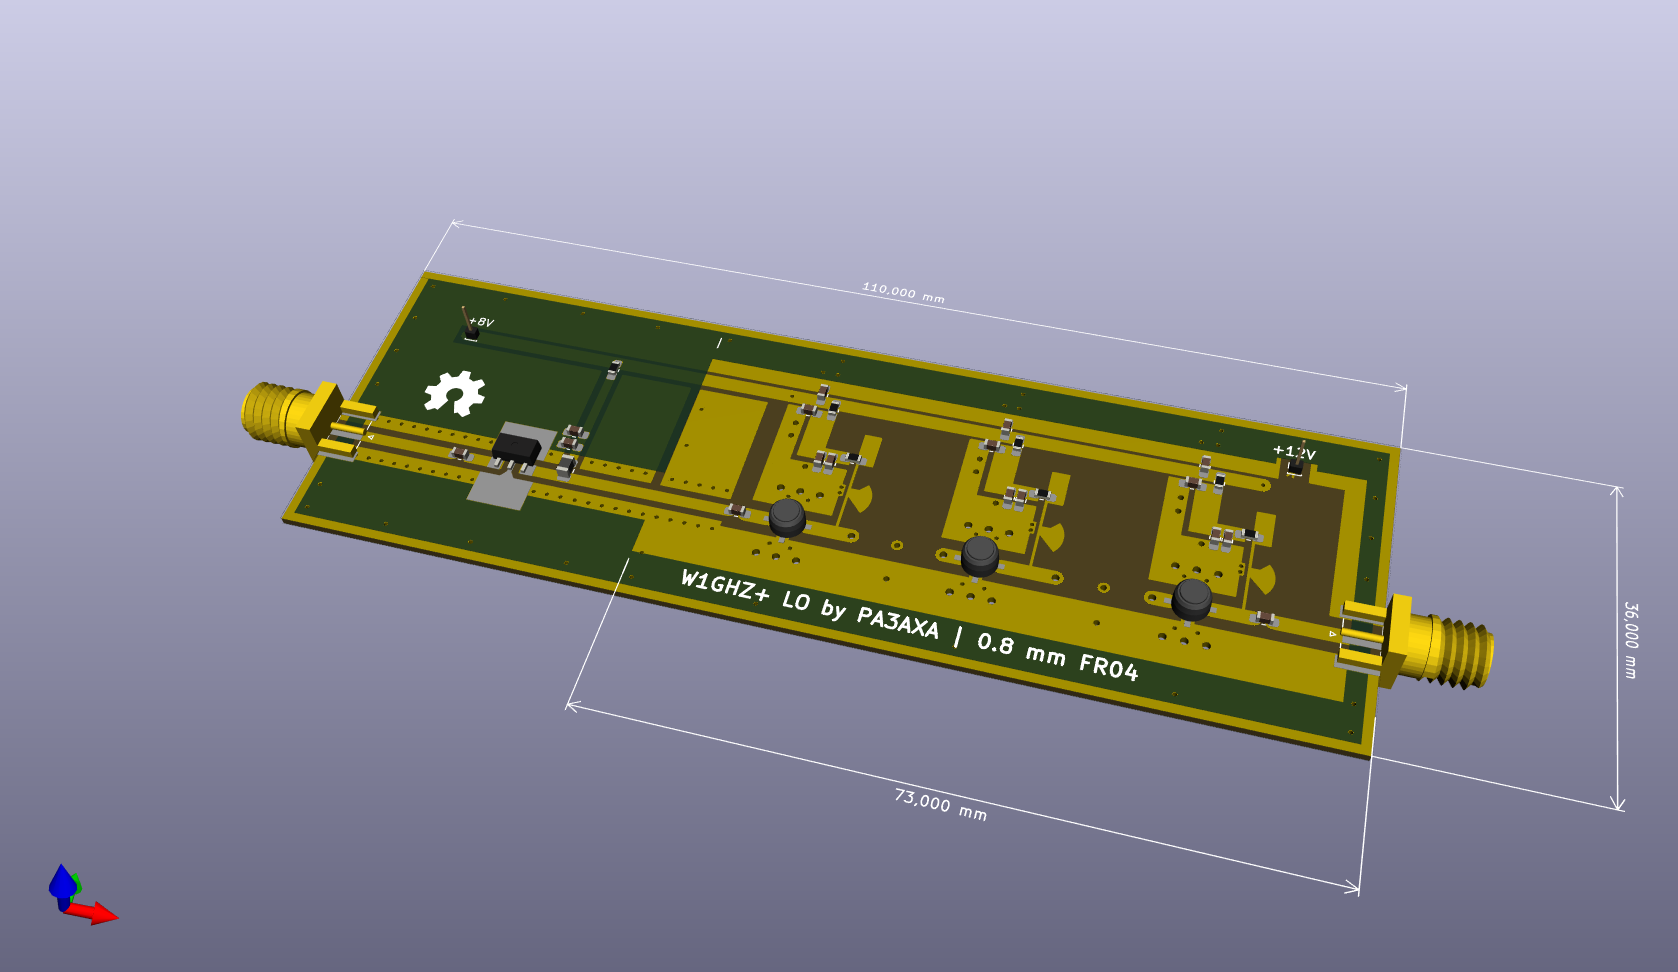 110,000 mm
+8V
+12V
W1GHZ+ LO by PA3AXA | 0.8 mm FR04
36,000 mm
73,000 mm